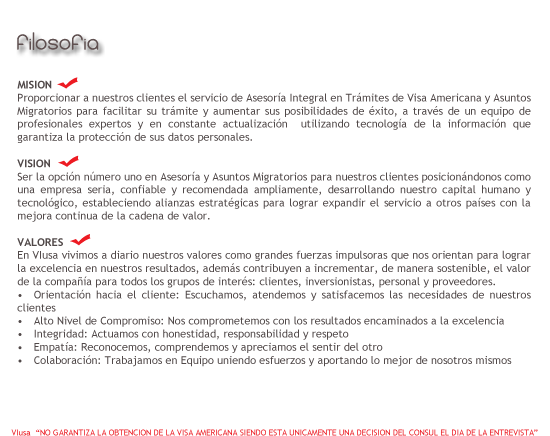 Filosofia
MISION
Proporcionar a nuestros clientes el servicio de Asesoría Integral en Trámites de Visa Americana y Asuntos
Migratorios para facilitar su trámite y aumentar sus posibilidades de éxito, a través de un equipo de
profesionales expertos y en constante actualización utilizando tecnología de la información que
garantiza la protección de sus datos personales.
VISION
Ser la opción número uno en Asesoría y Asuntos Migratorios para nuestros clientes posicionándonos como
una empresa seria, confiable y recomendada ampliamente, desarrollando nuestro capital humano y
tecnológico, estableciendo alianzas estratégicas para lograr expandir el servicio a otros países con la
mejora continua de la cadena de valor.
VALORES
En VIusa vivimos a diario nuestros valores como grandes fuerzas impulsoras que nos orientan para lograr
la excelencia en nuestros resultados, además contribuyen a incrementar, de manera sostenible, el valor
de la compañía para todos los grupos de interés: clientes, inversionistas, personal y proveedores.
• Orientación hacia el cliente: Escuchamos, atendemos y satisfacemos las necesidades de nuestros
clientes
• Alto Nivel de Compromiso: Nos comprometemos con los resultados encaminados a la excelencia
• Integridad: Actuamos con honestidad, responsabilidad y respeto
• Empatía: Reconocemos, comprendemos y apreciamos el sentir del otro
• Colaboración: Trabajamos en Equipo uniendo esfuerzos y aportando lo mejor de nosotros mismos
VIusa "NO GARANTIZA LA OBTENCION DE LA VISA AMERICANA SIENDO ESTA UNICAMENTE UNA DECISION DEL CONSUL EL DIA DE LA ENTREVISTA"